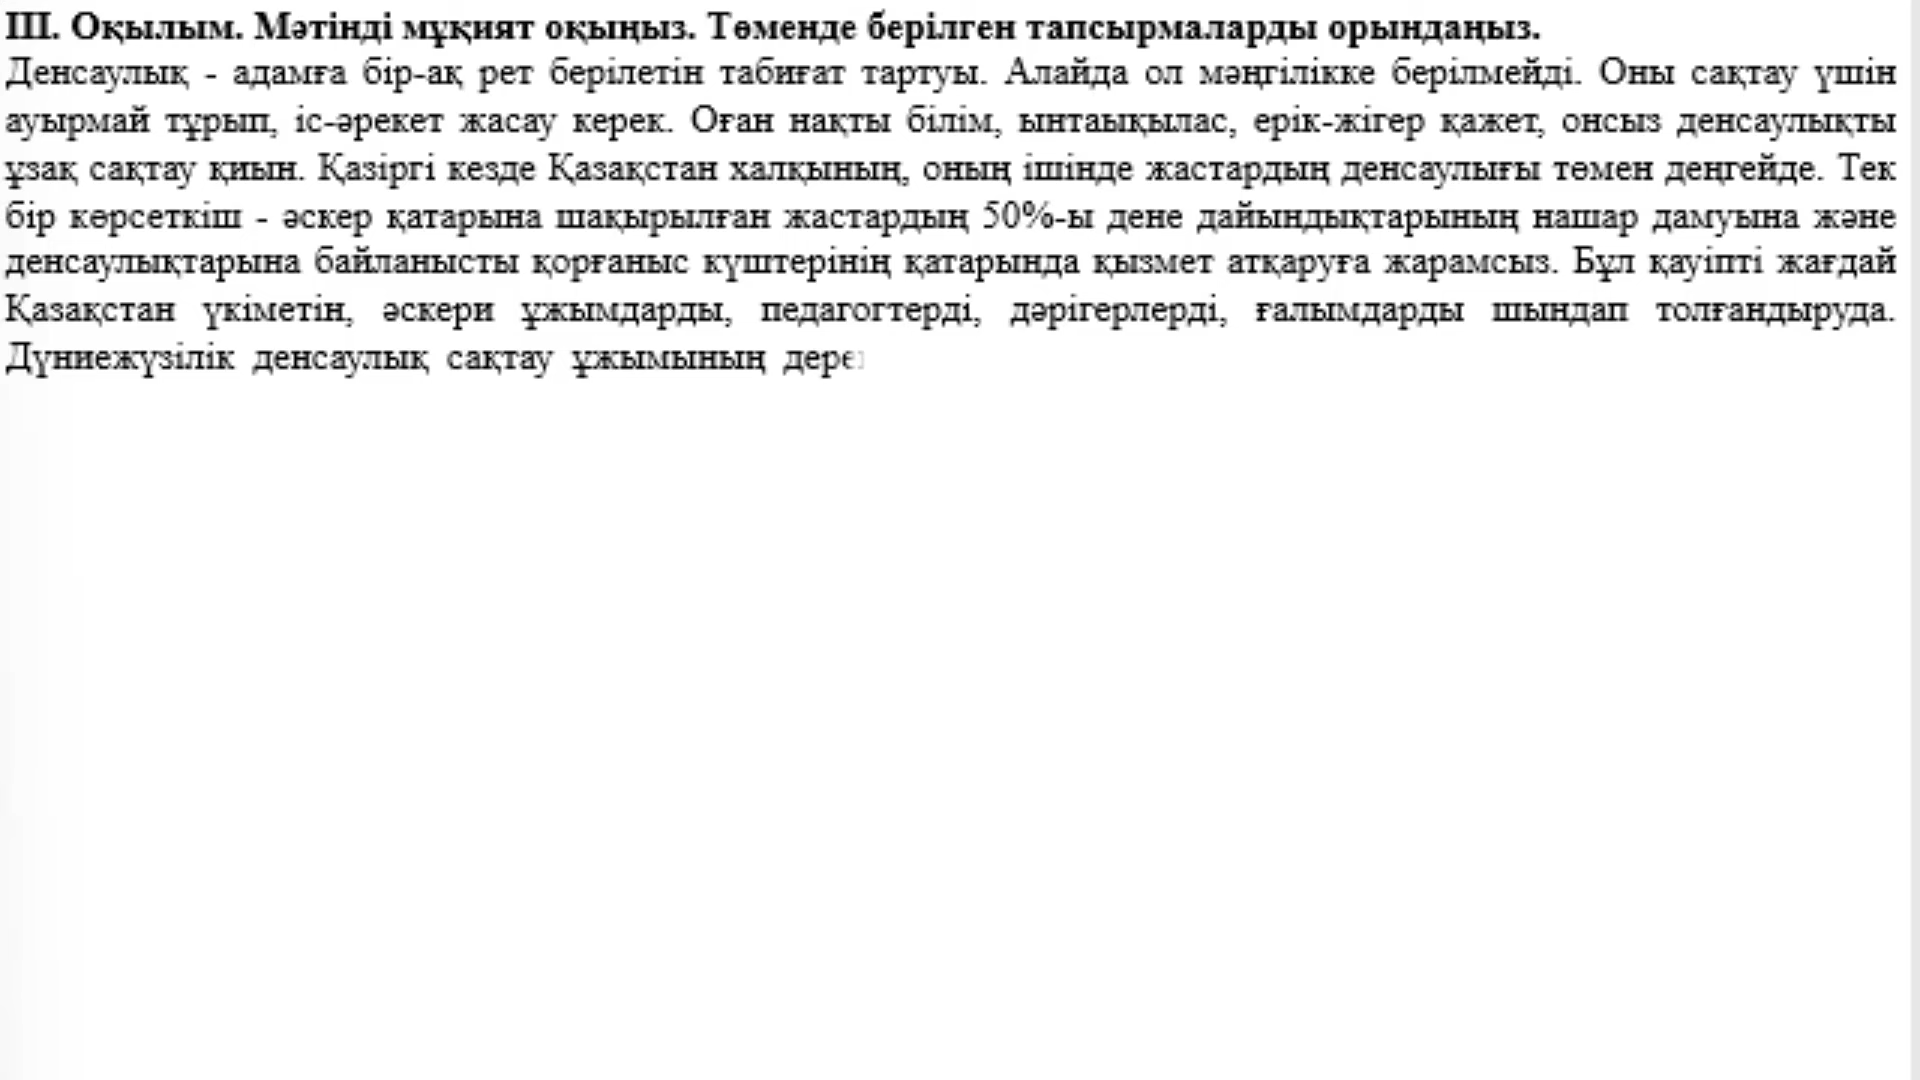 III. Оқылым. Мәтінді мұқият оқыңыз. Төменде берілген тапсырмаларды орындаңыз.
Денсаулық - адамға бір-ақ рет берілетін табиғат тартуы. Алайда ол мәңгілікке берілмейді. Оны сақтау үшін
ауырмай тұрып, іс-әрекет жасау керек. Оған нақты білім, ынтаықылас, ерік-жігер қажет, онсыз денсаулықты
ұзақ сақтау қиын. Қазіргі кезде Қазақстан халқының, оның ішінде жастардың денсаулығы төмен деңгейде. Тек
бір көрсеткіш - әскер қатарына шақырылған жастардың 50%-ы дене дайындықтарының нашар дамуына және
денсаулықтарына байланысты қорғаныс күштерінің қатарында қызмет атқаруға жарамсыз. Бұл қауіпті жағдай
Қазақстан үкіметін, әскери ұжымдарды, педагогтерді, дәрігерлерді, ғалымдарды шындап толғандыруда.
Дүниежүзілік денсаулық сақтау ұжымының